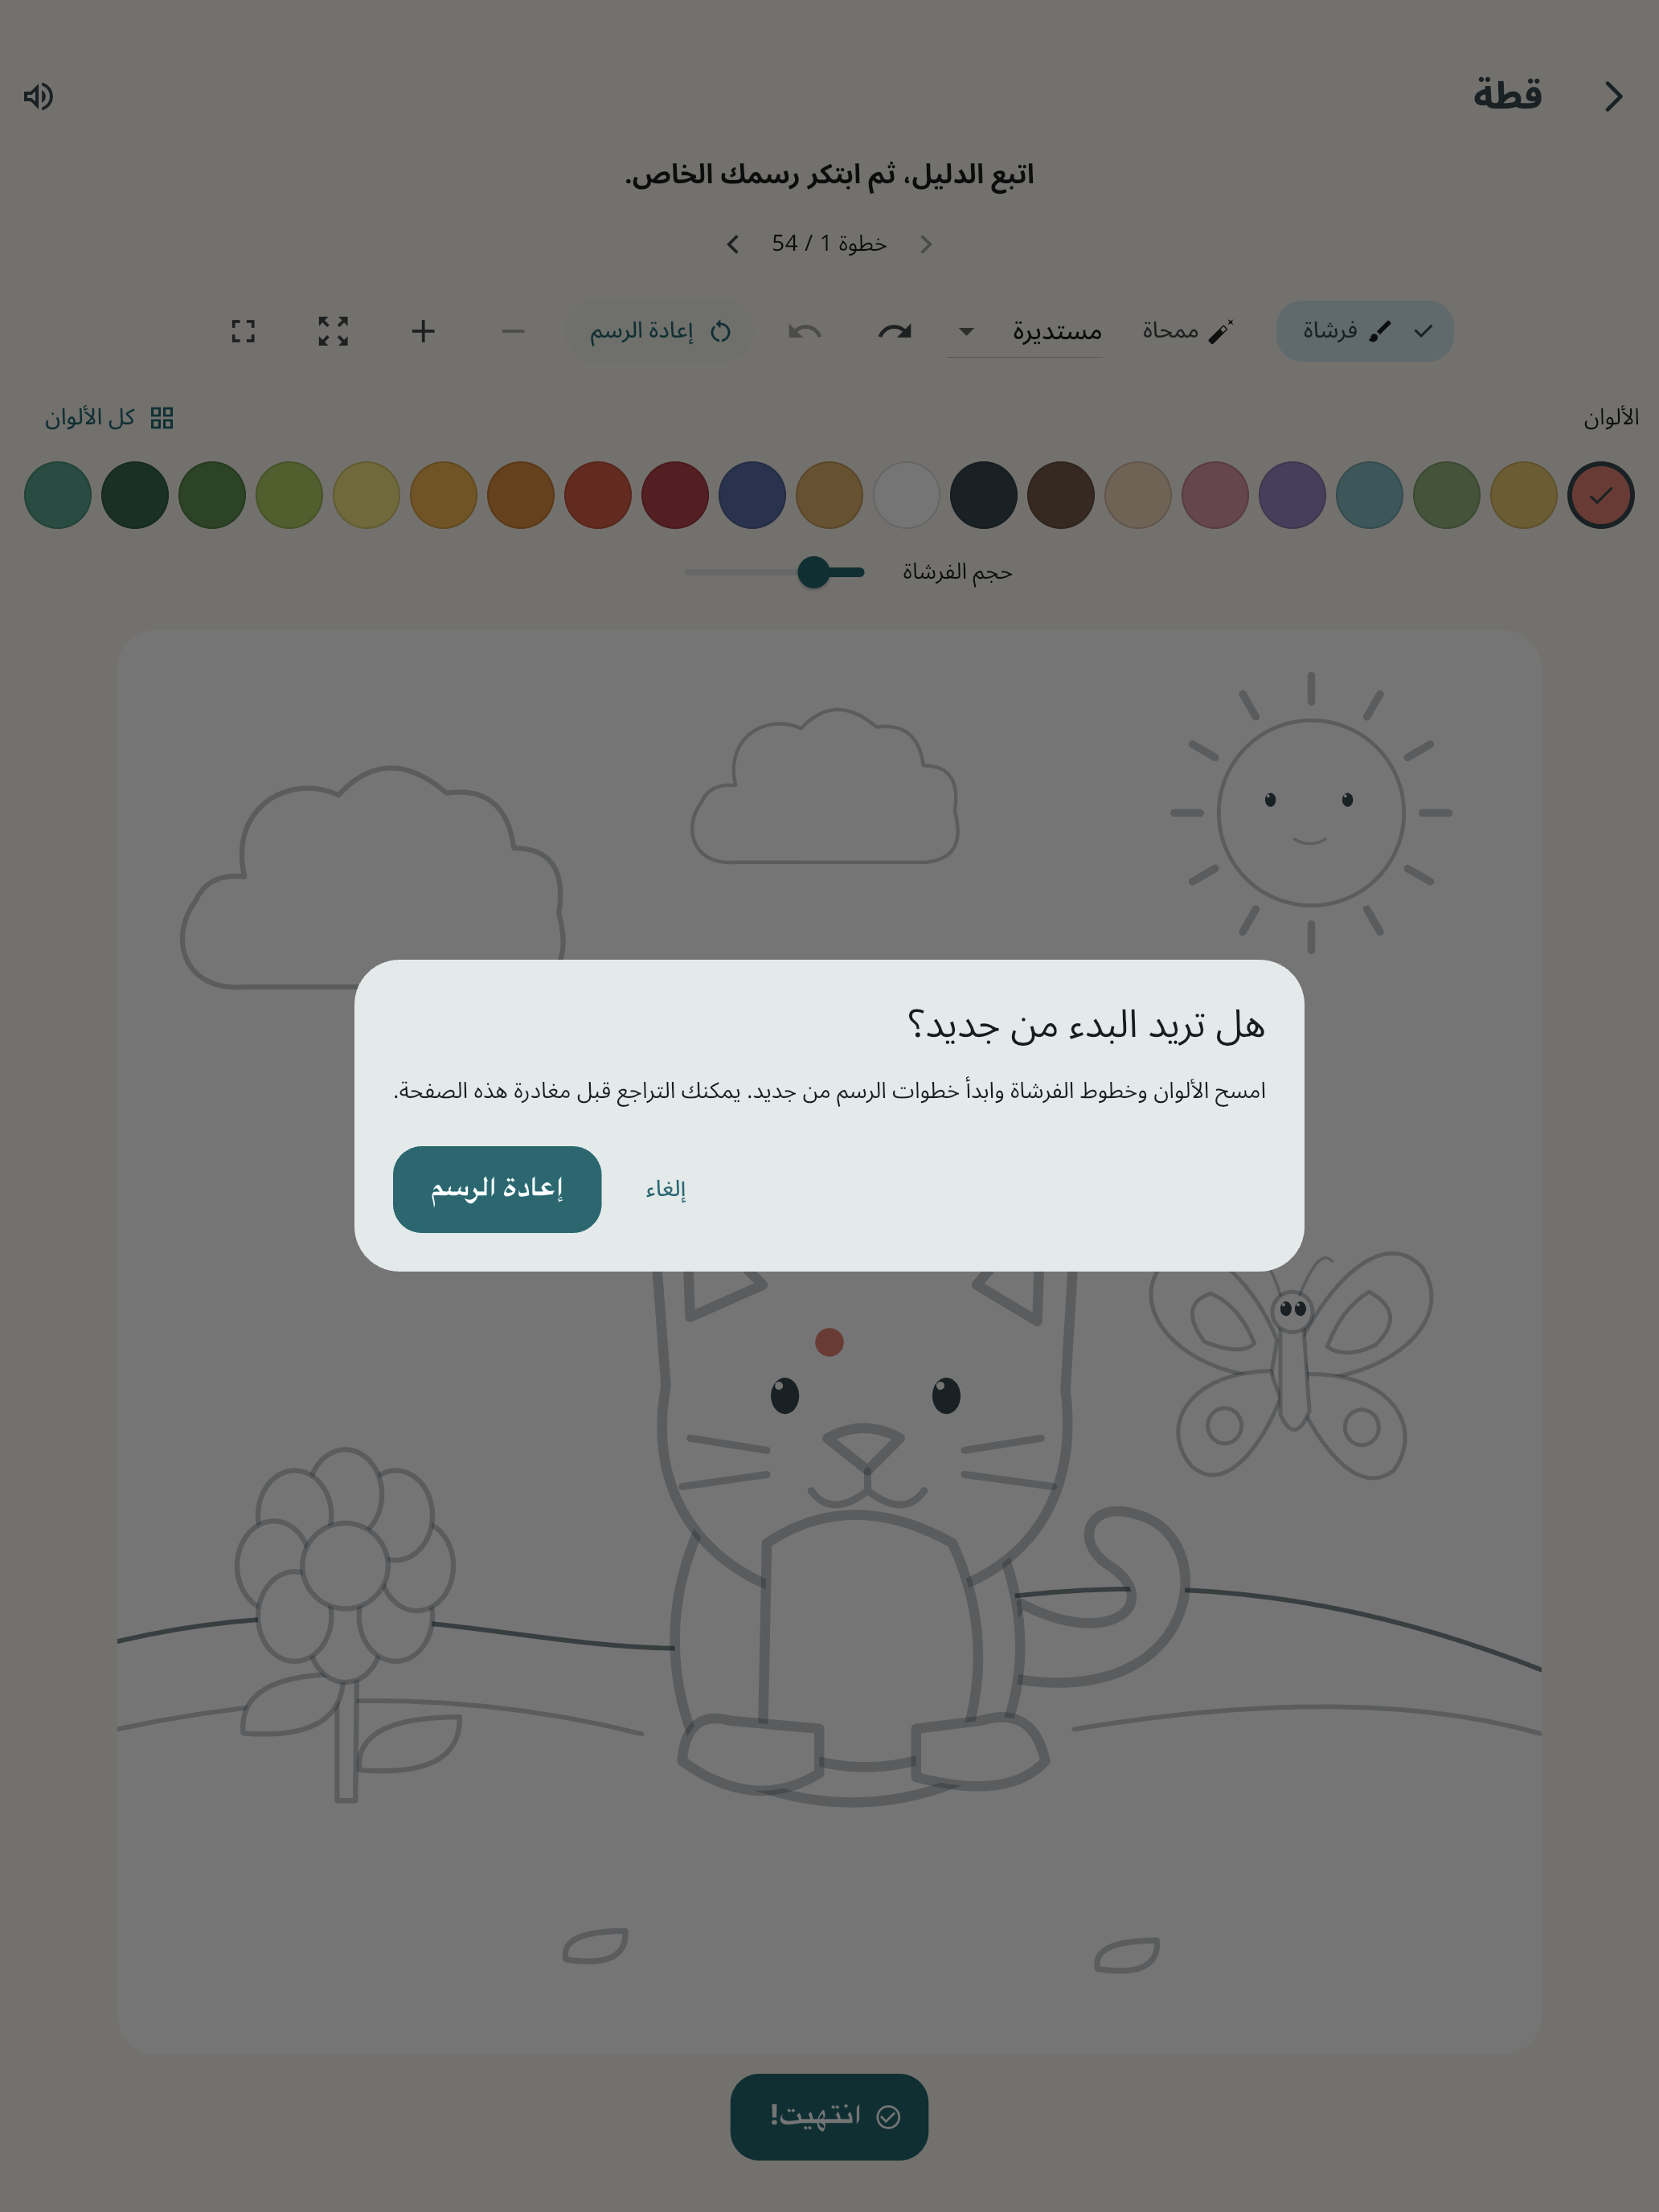 قطة
اتبع الدليل، ثم ابتكر رسمك الخاص.
خطوة 1 / 54
فرشاة
ممحاة
مستديرة
إعادة الرسم
الألوان
كل الألوان
حجم الفرشاة
هل تريد البدء من جديد؟
امسح الألوان وخطوط الفرشاة وابدأ خطوات الرسم من جديد. يمكنك التراجع قبل مغادرة هذه الصفحة.
إلغاء
إعادة الرسم
انتهيت!